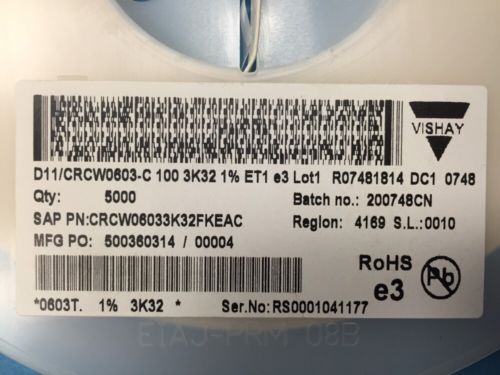 VISHAY
D11/CRCW0603-C 100 3K32 1% ET1 e3 Lot1 R07481814 DC1 0748
Qty: 5000 Batch no.: 200748CN
SAP PN:CRCW06033K32FKEAC Region: 4169 S.L.:0010
MFG PO: 500360314 / 00004
RoHS
e3
Pb
*0603T. 1% 3K32 * Ser.No:RS0001041177
EIAJ-PRM 08B